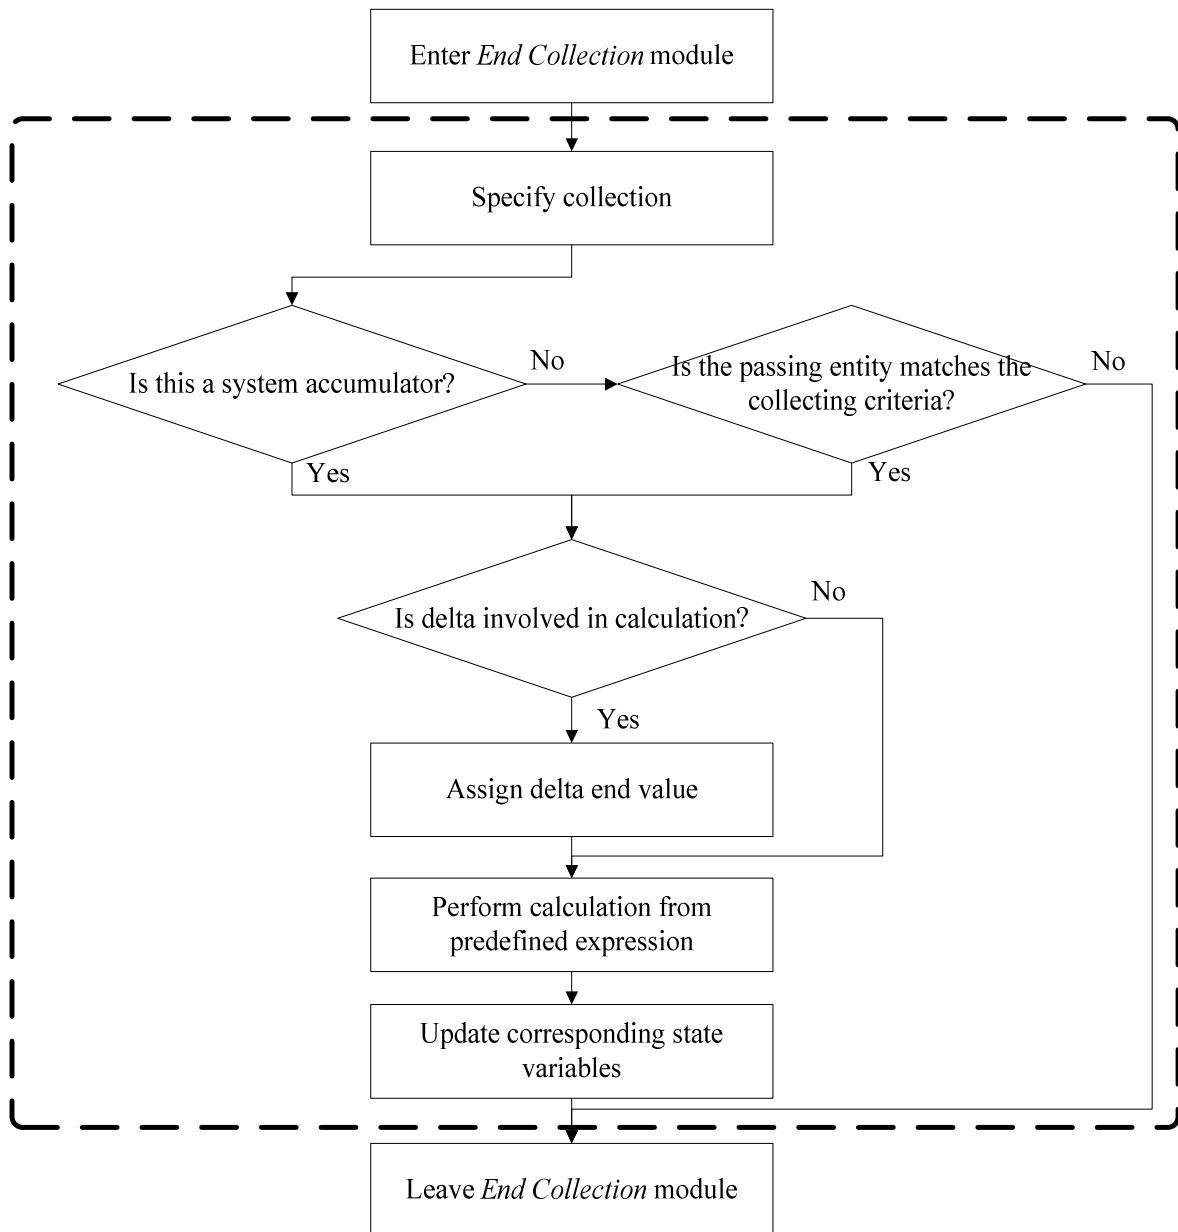 Enter End Collection module
Specify collection
Is this a system accumulator?
No
Is the passing entity matches the
collecting criteria?
No
Yes
Yes
Is delta involved in calculation?
No
Yes
Assign delta end value
Perform calculation from
predefined expression
Update corresponding state
variables
Leave End Collection module